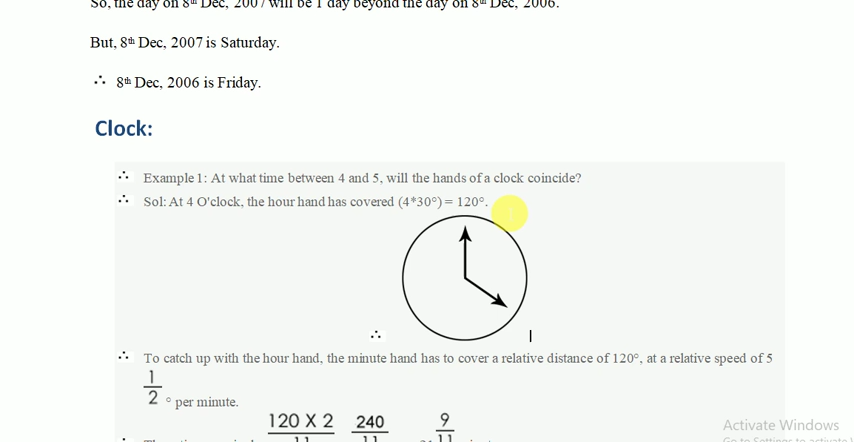 So, the day on 8th Dec, 2007 will be 1 day beyond the day on 8th Dec, 2006.
But, 8th Dec, 2007 is Saturday.
∴ 8th Dec, 2006 is Friday.
Clock:
∴ Example 1: At what time between 4 and 5, will the hands of a clock coincide?
∴ Sol: At 4 O'clock, the hour hand has covered (4*30°) = 120°.
∴
∴ To catch up with the hour hand, the minute hand has to cover a relative distance of 120°, at a relative speed of 5
1/2 ° per minute.
120 X 2 240 9
11 11 11
Activate Windows